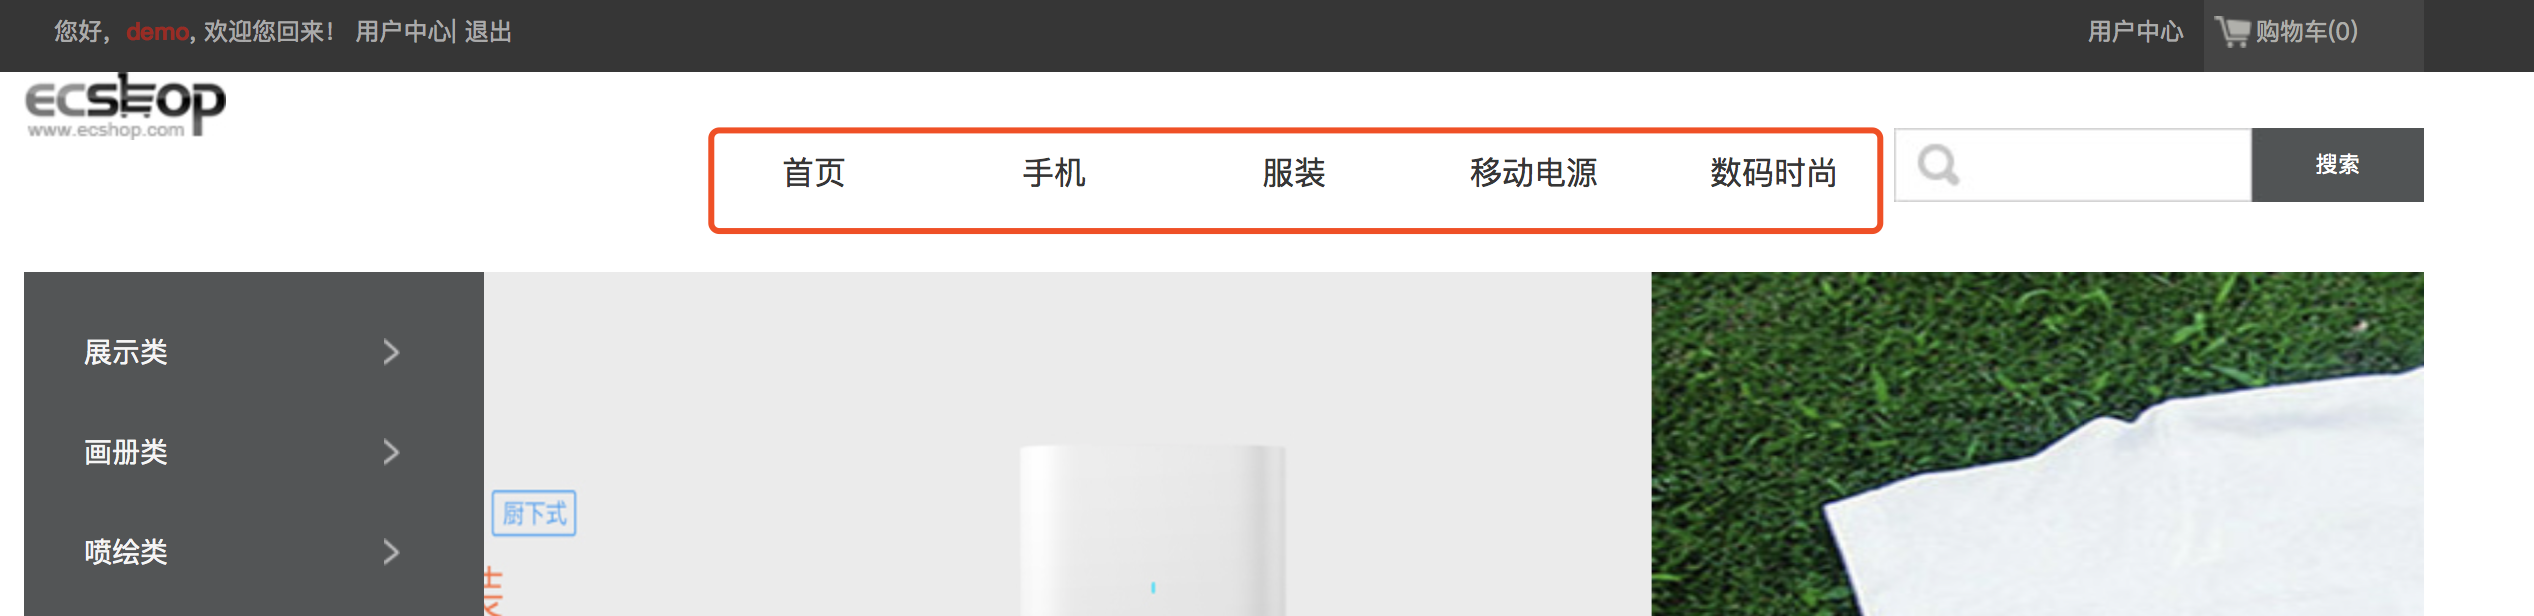 您好，demo, 欢迎您回来！ 用户中心| 退出
用户中心
购物车(0)
ecshop
www.ecshop.com
首页 手机 服装 移动电源 数码时尚
搜索
展示类
画册类
喷绘类
厨下式